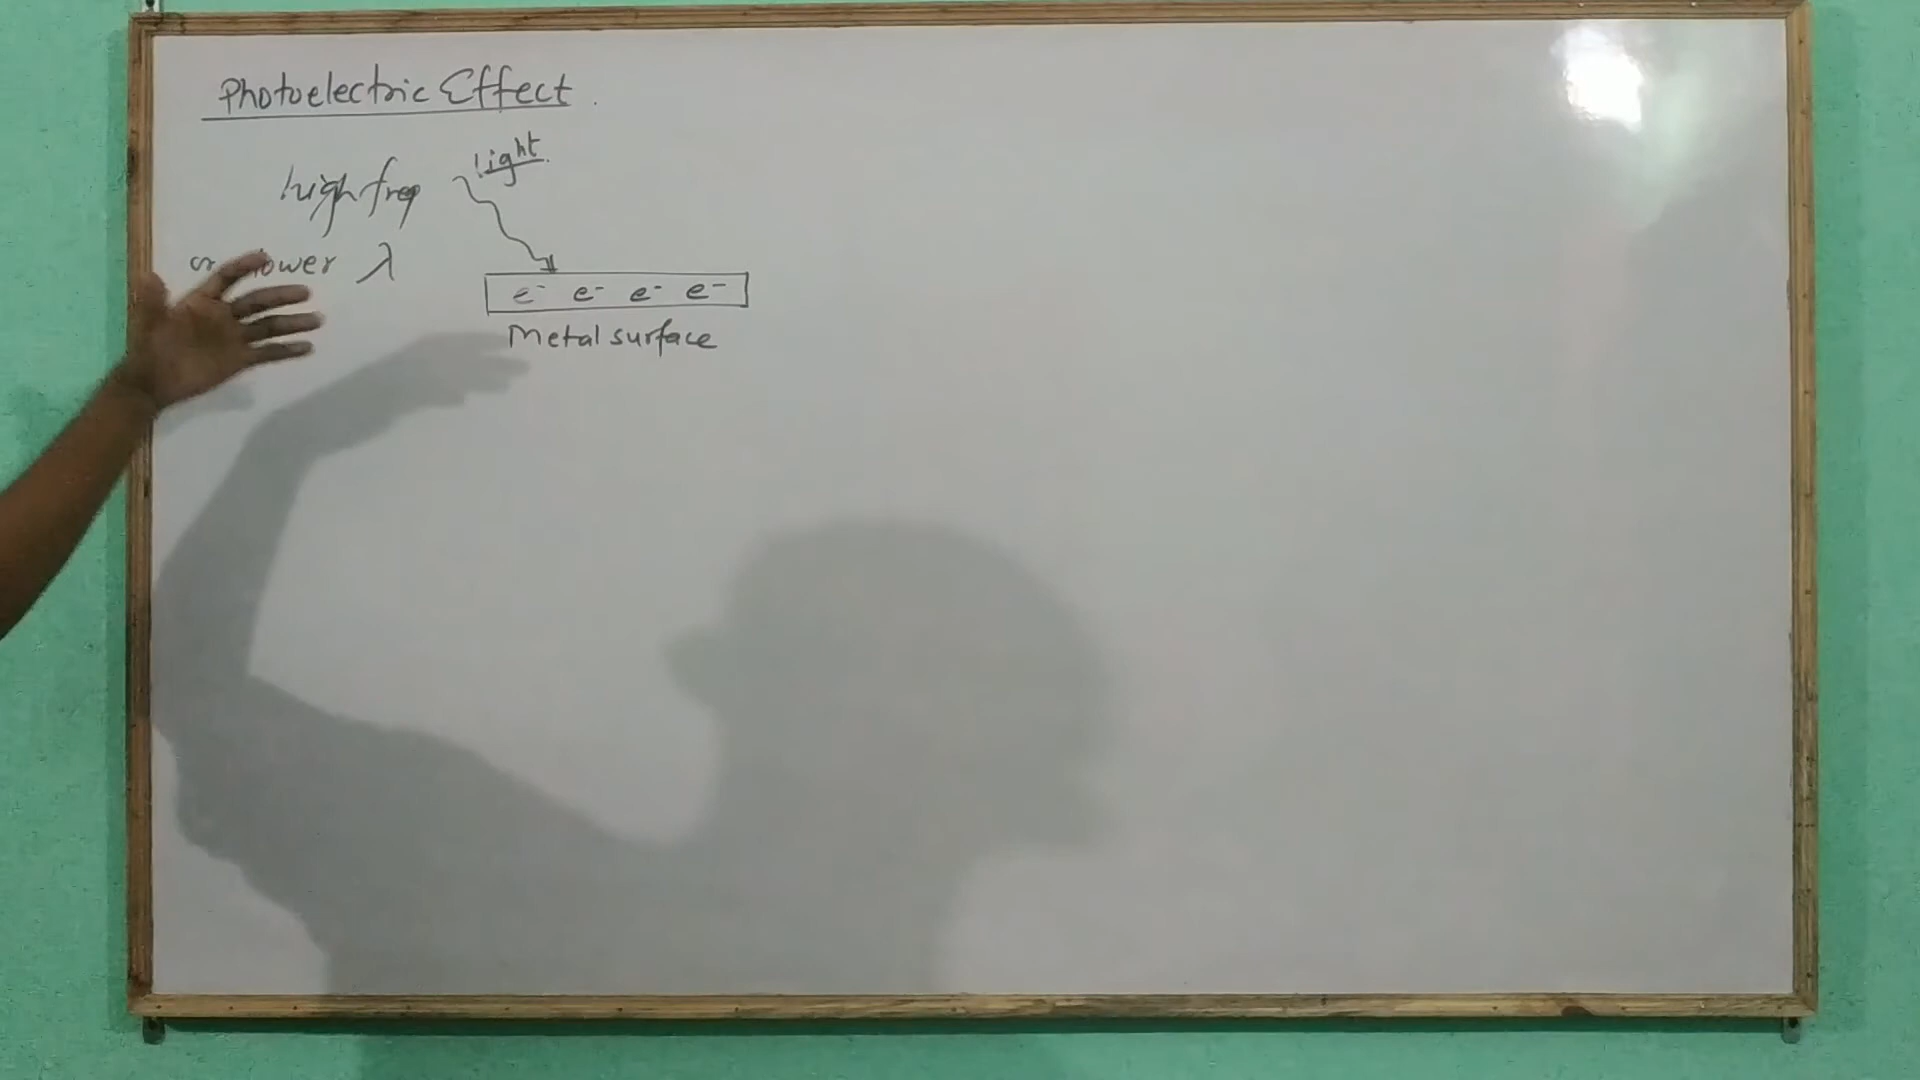 Photoelectric Effect.
light.
high freq
or lower λ
e⁻ e⁻ e⁻ e⁻
Metal surface